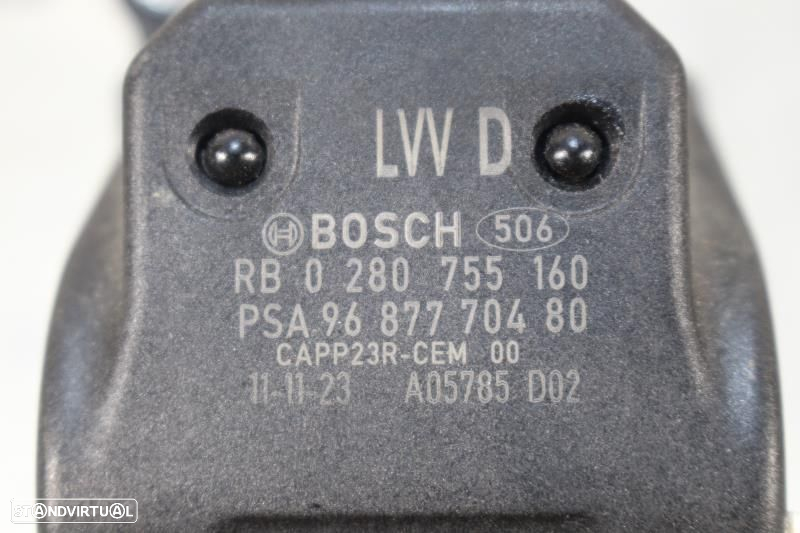 LVV D
BOSCH 506
RB 0 280 755 160
PSA 96 877 704 80
CAPP23R-CEM 00
11-11-23 A05785 D02
STANDVIRTUAL